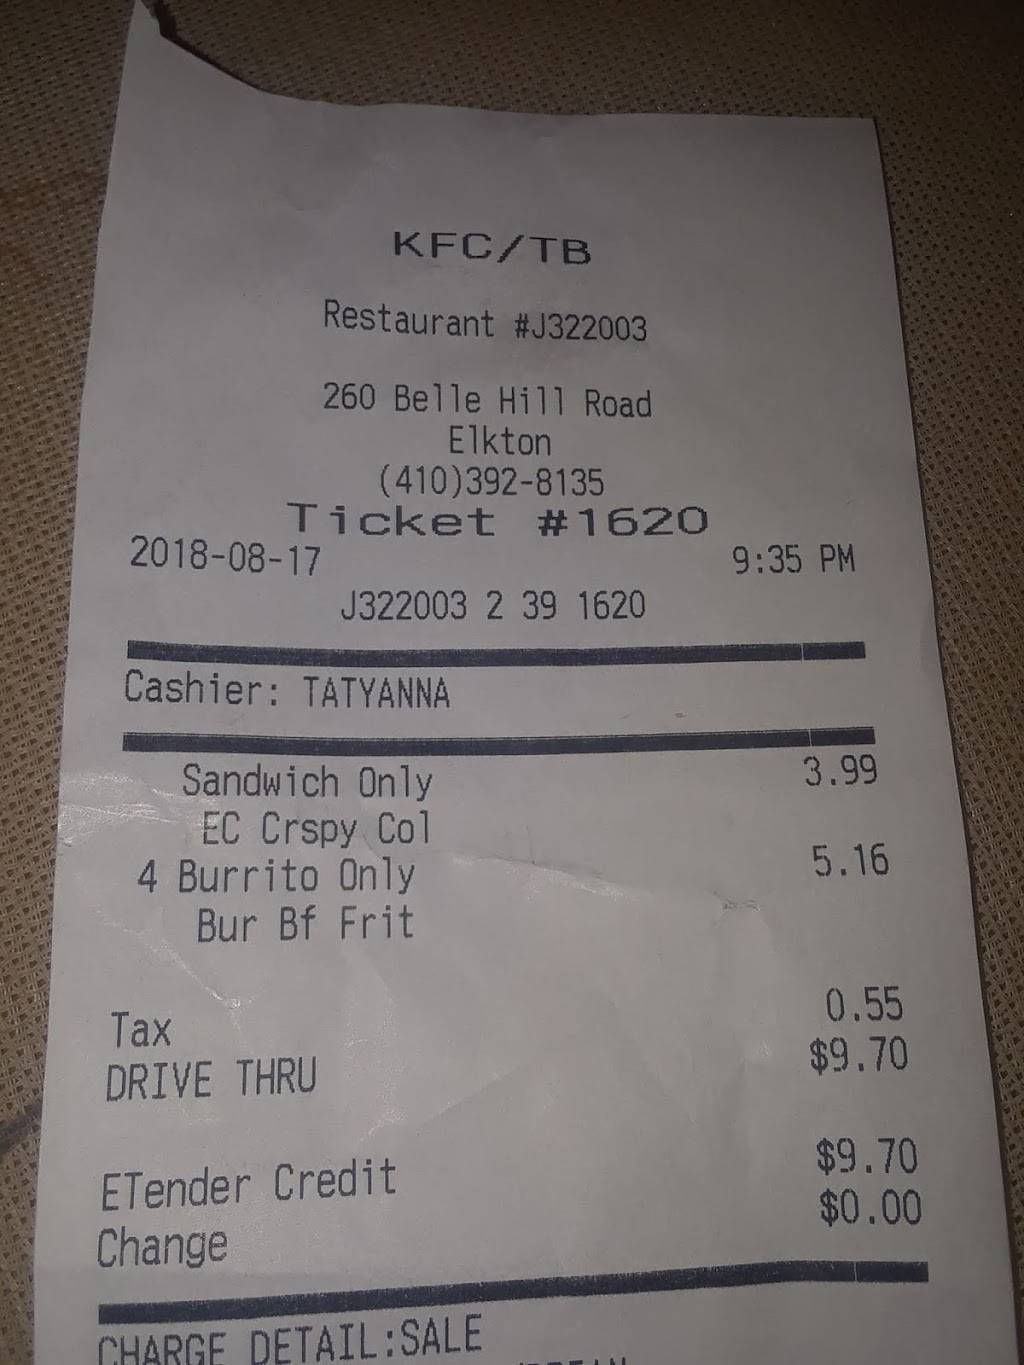 KFC/TB
Restaurant #J322003
260 Belle Hill Road
Elkton
(410)392-8135
Ticket #1620
2018-08-17 9:35 PM
J322003 2 39 1620
Cashier: TATYANNA
Sandwich Only 3.99
EC Crspy Col
4 Burrito Only 5.16
Bur Bf Frit
Tax 0.55
DRIVE THRU $9.70
ETender Credit $9.70
Change $0.00
CHARGE DETAIL:SALE